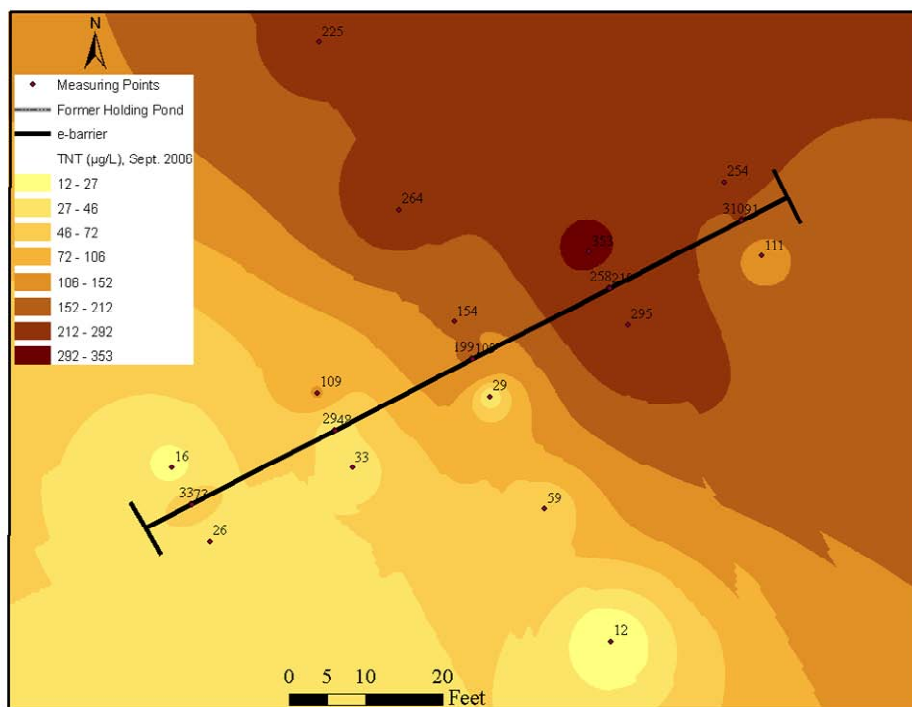 N
Measuring Points
Former Holding Pond
e-barrier
TNT (µg/L), Sept. 2006
12 - 27
27 - 46
46 - 72
72 - 106
106 - 152
152 - 212
212 - 292
292 - 353
225
254
264
31091
111
353
258
295
154
199
109
29
2948
16
33
3373
59
26
12
0 5 10 20
Feet